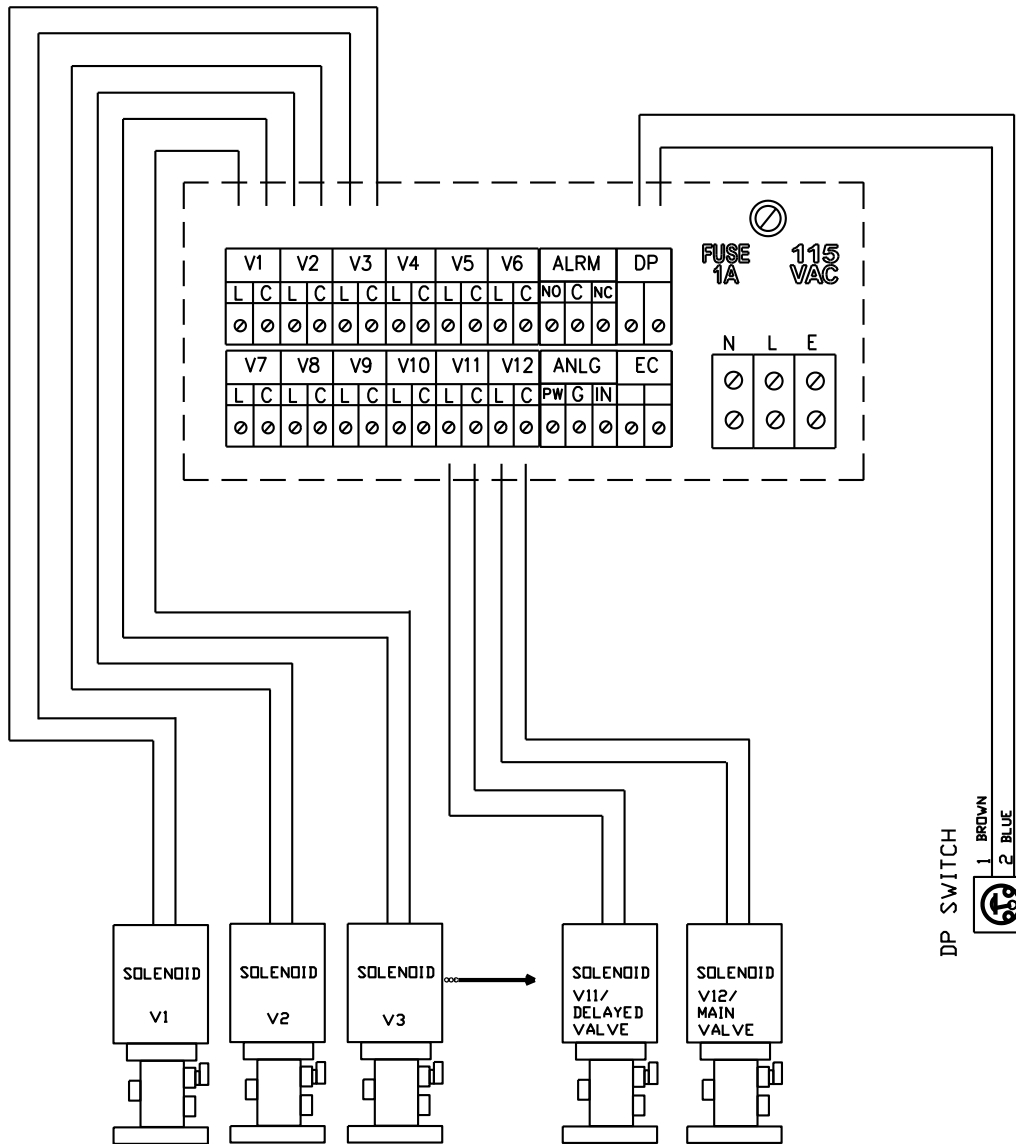 V1 V2 V3 V4 V5 V6 ALRM DP
L C L C L C L C L C L C NO C NC
V7 V8 V9 V10 V11 V12 ANLG EC
L C L C L C L C L C L C PW G IN
FUSE
1A
115
VAC
N L E
DP SWITCH
1 BROWN
2 BLUE
SOLENOID
V1
SOLENOID
V2
SOLENOID
V3
SOLENOID
V11/
DELAYED
VALVE
SOLENOID
V12/
MAIN
VALVE